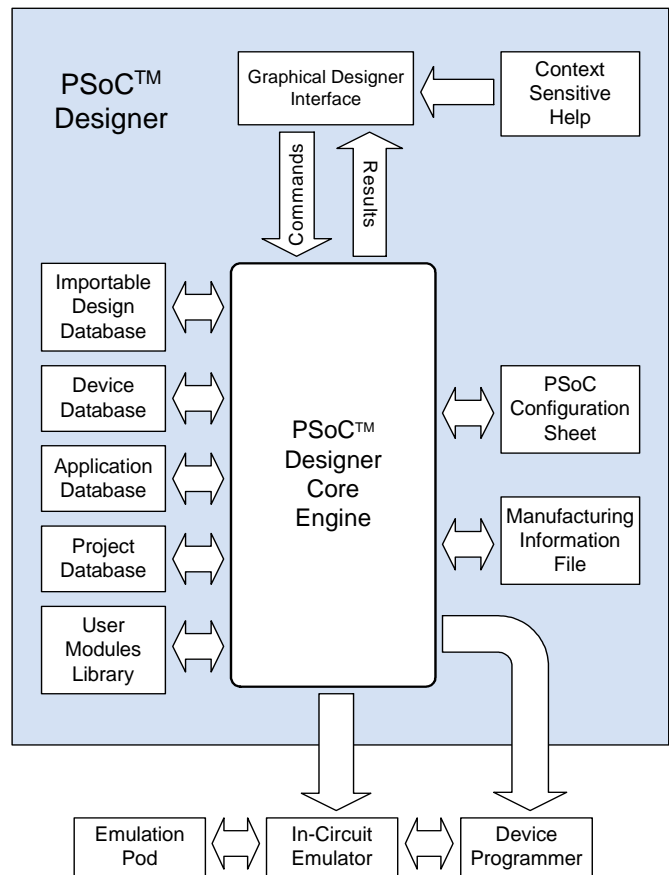 PSoC™
Designer
Graphical Designer
Interface
Context
Sensitive
Help
Commands
Results
Importable
Design
Database
Device
Database
Application
Database
Project
Database
User
Modules
Library
PSoC™
Designer
Core
Engine
PSoC
Configuration
Sheet
Manufacturing
Information
File
Emulation
Pod
In-Circuit
Emulator
Device
Programmer